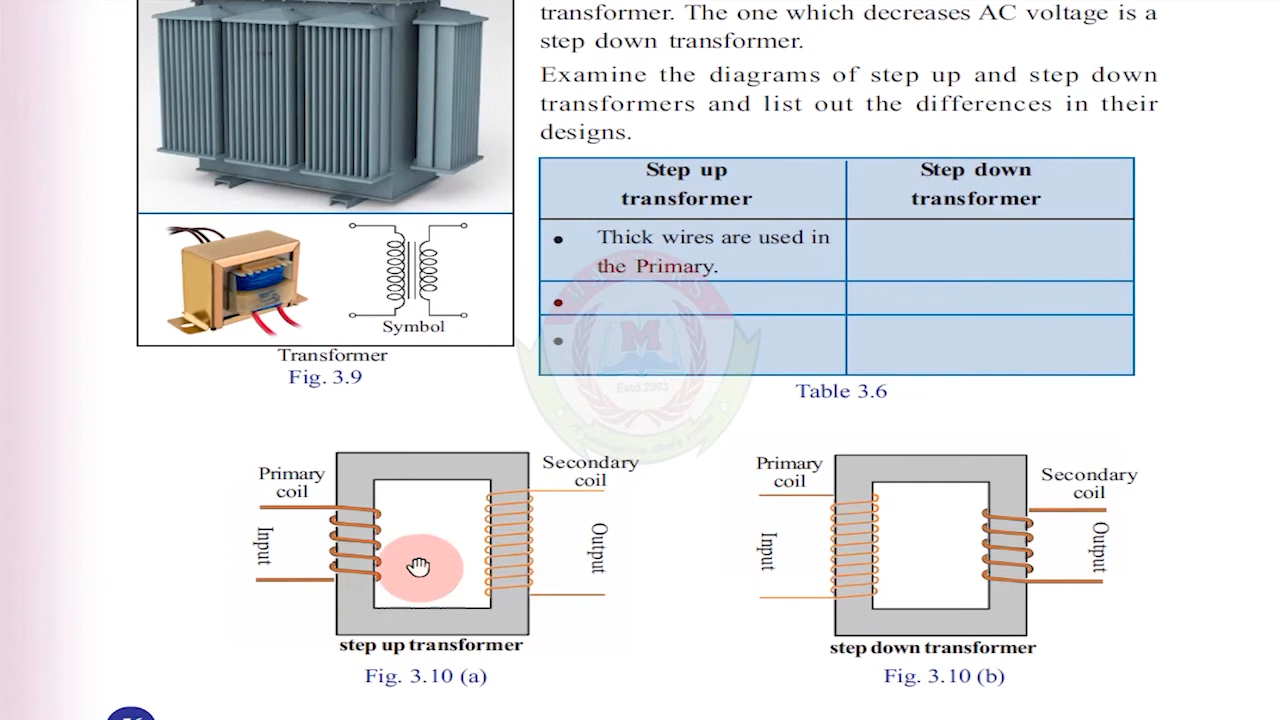 transformer. The one which decreases AC voltage is a
step down transformer.
Examine the diagrams of step up and step down
transformers and list out the differences in their
designs.
Step up
transformer
Step down
transformer
• Thick wires are used in
the Primary.
•
•
Table 3.6
Symbol
Transformer
Fig. 3.9
M
Estd.2003
Primary
coil
Input
Secondary
coil
Output
step up transformer
Fig. 3.10 (a)
Primary
coil
Input
Secondary
coil
Output
step down transformer
Fig. 3.10 (b)